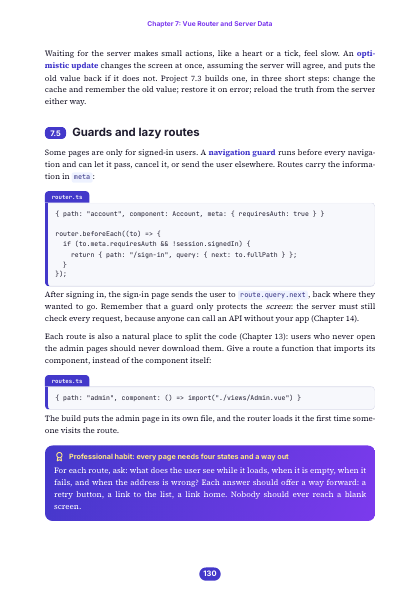 Chapter 7: Vue Router and Server Data
Waiting for the server makes small actions, like a heart or a tick, feel slow. An opti-
mistic update changes the screen at once, assuming the server will agree, and puts the
old value back if it does not. Project 7.3 builds one, in three short steps: change the
cache and remember the old value; restore it on error; reload the truth from the server
either way.
7.5 Guards and lazy routes
Some pages are only for signed-in users. A navigation guard runs before every naviga-
tion and can let it pass, cancel it, or send the user elsewhere. Routes carry the informa-
tion in meta:
router.ts
{ path: "account", component: Account, meta: { requiresAuth: true } }
router.beforeEach((to) => {
if (to.meta.requiresAuth && !session.signedIn) {
return { path: "/sign-in", query: { next: to.fullPath } };
}
});
After signing in, the sign-in page sends the user to route.query.next, back where they
wanted to go. Remember that a guard only protects the screen: the server must still
check every request, because anyone can call an API without your app (Chapter 14).
Each route is also a natural place to split the code (Chapter 13): users who never open
the admin pages should never download them. Give a route a function that imports its
component, instead of the component itself:
routes.ts
{ path: "admin", component: () => import("./views/Admin.vue") }
The build puts the admin page in its own file, and the router loads it the first time some-
one visits the route.
Professional habit: every page needs four states and a way out
For each route, ask: what does the user see while it loads, when it is empty, when it
fails, and when the address is wrong? Each answer should offer a way forward: a
retry button, a link to the list, a link home. Nobody should ever reach a blank
screen.
130